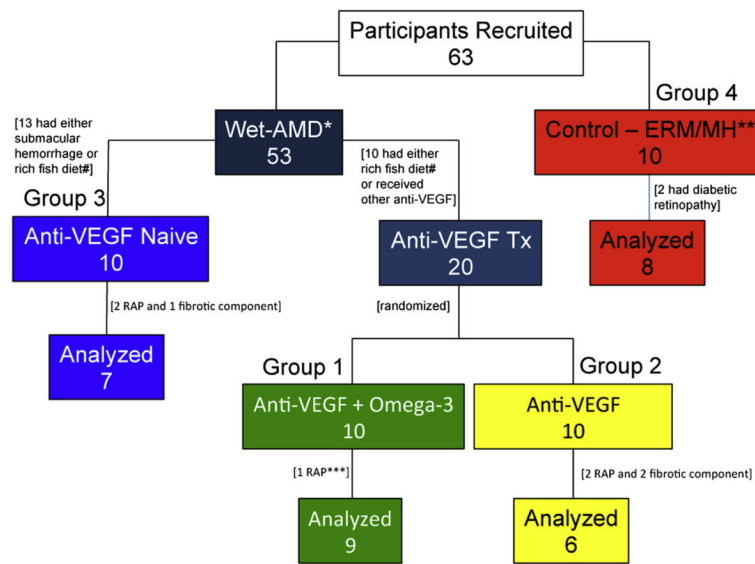 Participants Recruited
63
Group 4
[13 had either
submacular
hemorrhage or
rich fish diet#]
Wet-AMD*
53
[10 had either
rich fish diet#
or received
other anti-VEGF]
Control – ERM/MH**
10
[2 had diabetic
retinopathy]
Group 3
Anti-VEGF Naive
10
Anti-VEGF Tx
20
Analyzed
8
[2 RAP and 1 fibrotic component]
[randomized]
Analyzed
7
Group 1
Group 2
Anti-VEGF + Omega-3
10
Anti-VEGF
10
[1 RAP***]
[2 RAP and 2 fibrotic component]
Analyzed
9
Analyzed
6